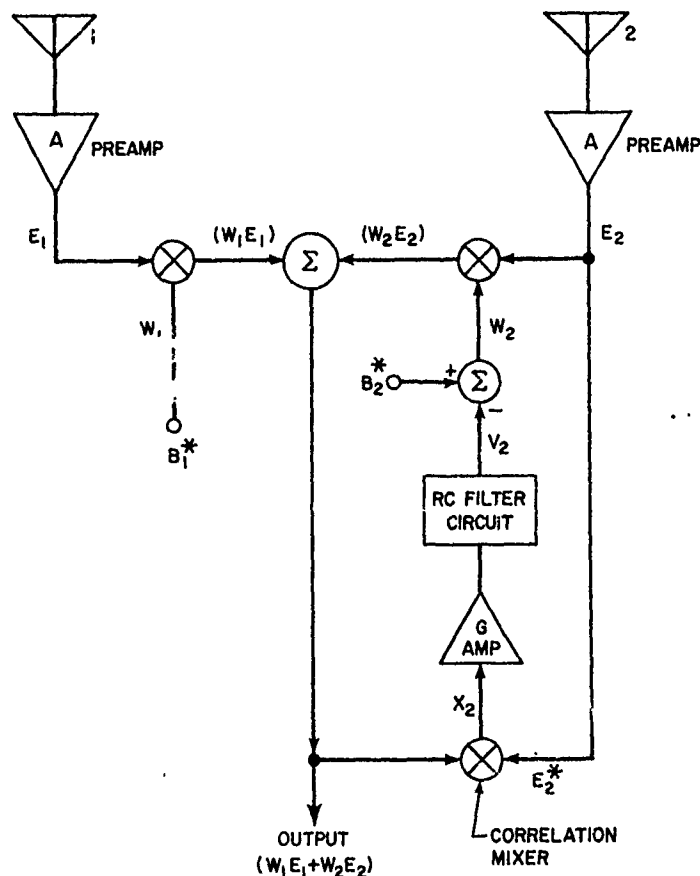 1
2
A
PREAMP
A
PREAMP
E₁
(W₁E₁)
Σ
(W₂E₂)
E₂
W₁
W₂
B₂*
+
Σ
−
B₁*
V₂
RC FILTER
CIRCUIT
G
AMP
X₂
E₂*
OUTPUT
(W₁E₁+W₂E₂)
CORRELATION
MIXER